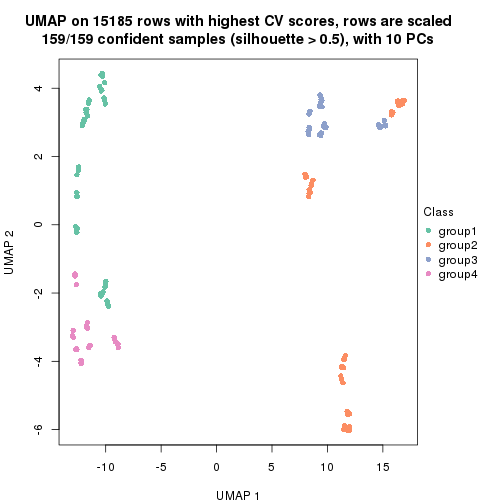 UMAP on 15185 rows with highest CV scores, rows are scaled
159/159 confident samples (silhouette > 0.5), with 10 PCs
4
2
0
-2
-4
-6
UMAP 2
-10 -5 0 5 10 15
UMAP 1
Class
group1
group2
group3
group4